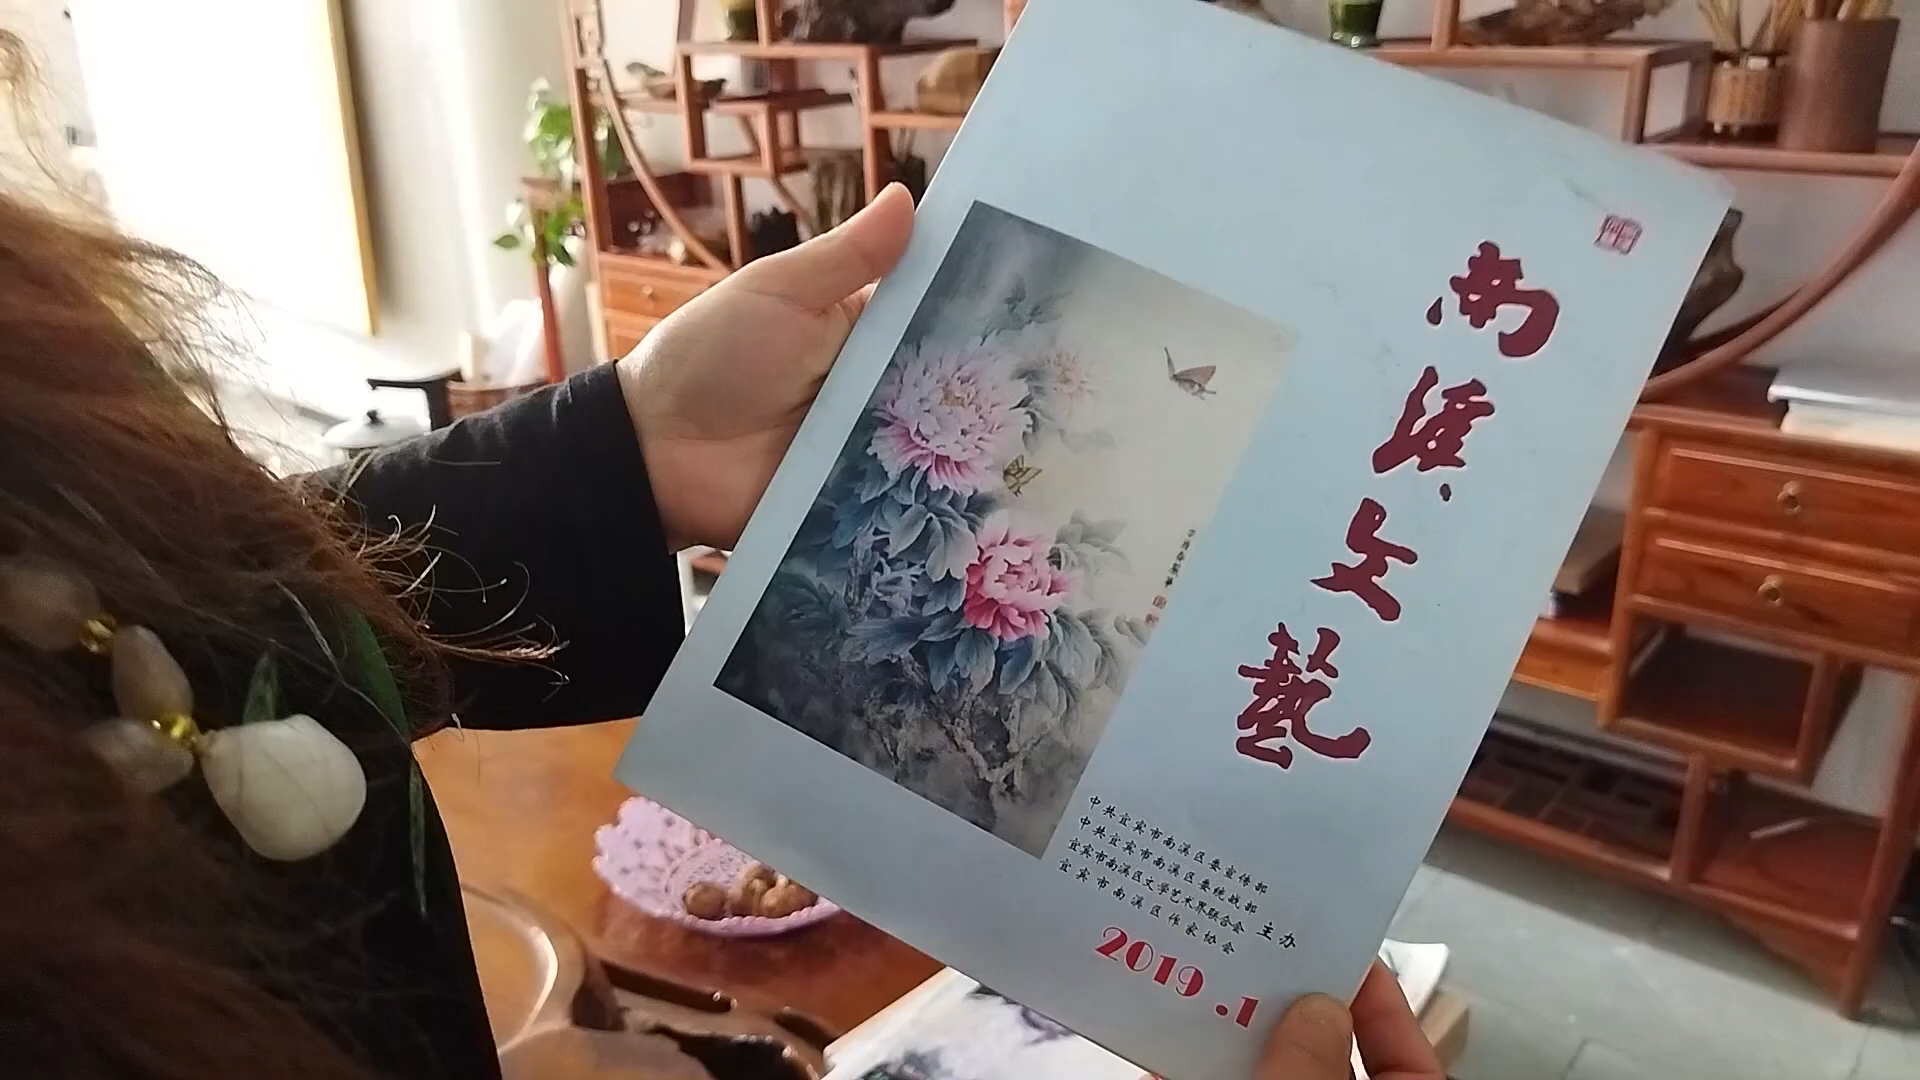 南溪文藝
中共宜宾市南溪区委宣传部
中共宜宾市南溪区委统战部
宜宾市南溪区文学艺术界联合会
宜宾市南溪区作家协会
主办
2019.1